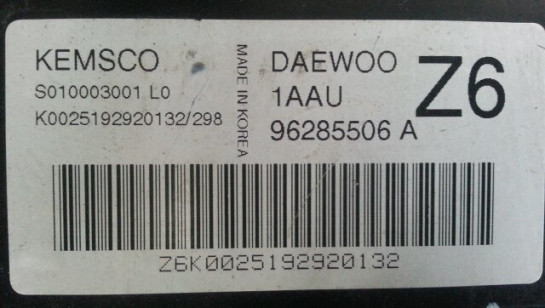 KEMSCO
S010003001 L0
K0025192920132/298
MADE IN KOREA
DAEWOO
1AAU
96285506 A
Z6
Z6K0025192920132